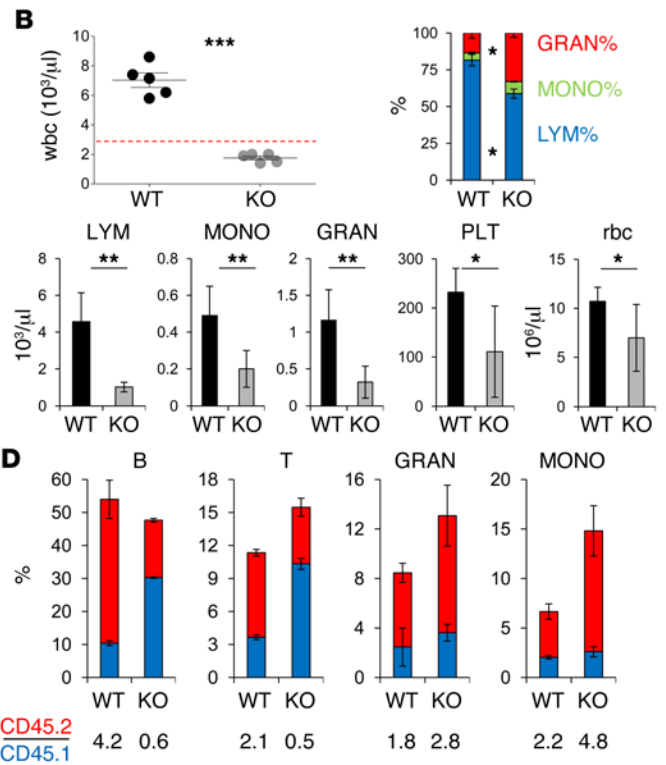 B
wbc (10³/μl)
10
8
6
4
2
0
***
WT KO
%
100
75
50
25
0
*
*
WT KO
GRAN%
MONO%
LYM%
LYM
10³/μl
8
6
4
2
0
**
WT KO
MONO
0.8
0.6
0.4
0.2
0
**
WT KO
GRAN
2
1.5
1
0.5
0
**
WT KO
PLT
300
200
100
0
*
WT KO
rbc
10⁶/μl
15
10
5
0
*
WT KO
D
B
%
60
50
40
30
20
10
0
WT KO
T
18
15
12
9
6
3
0
WT KO
GRAN
16
12
8
4
0
WT KO
MONO
20
15
10
5
0
WT KO
CD45.2
CD45.1
4.2 0.6
2.1 0.5
1.8 2.8
2.2 4.8